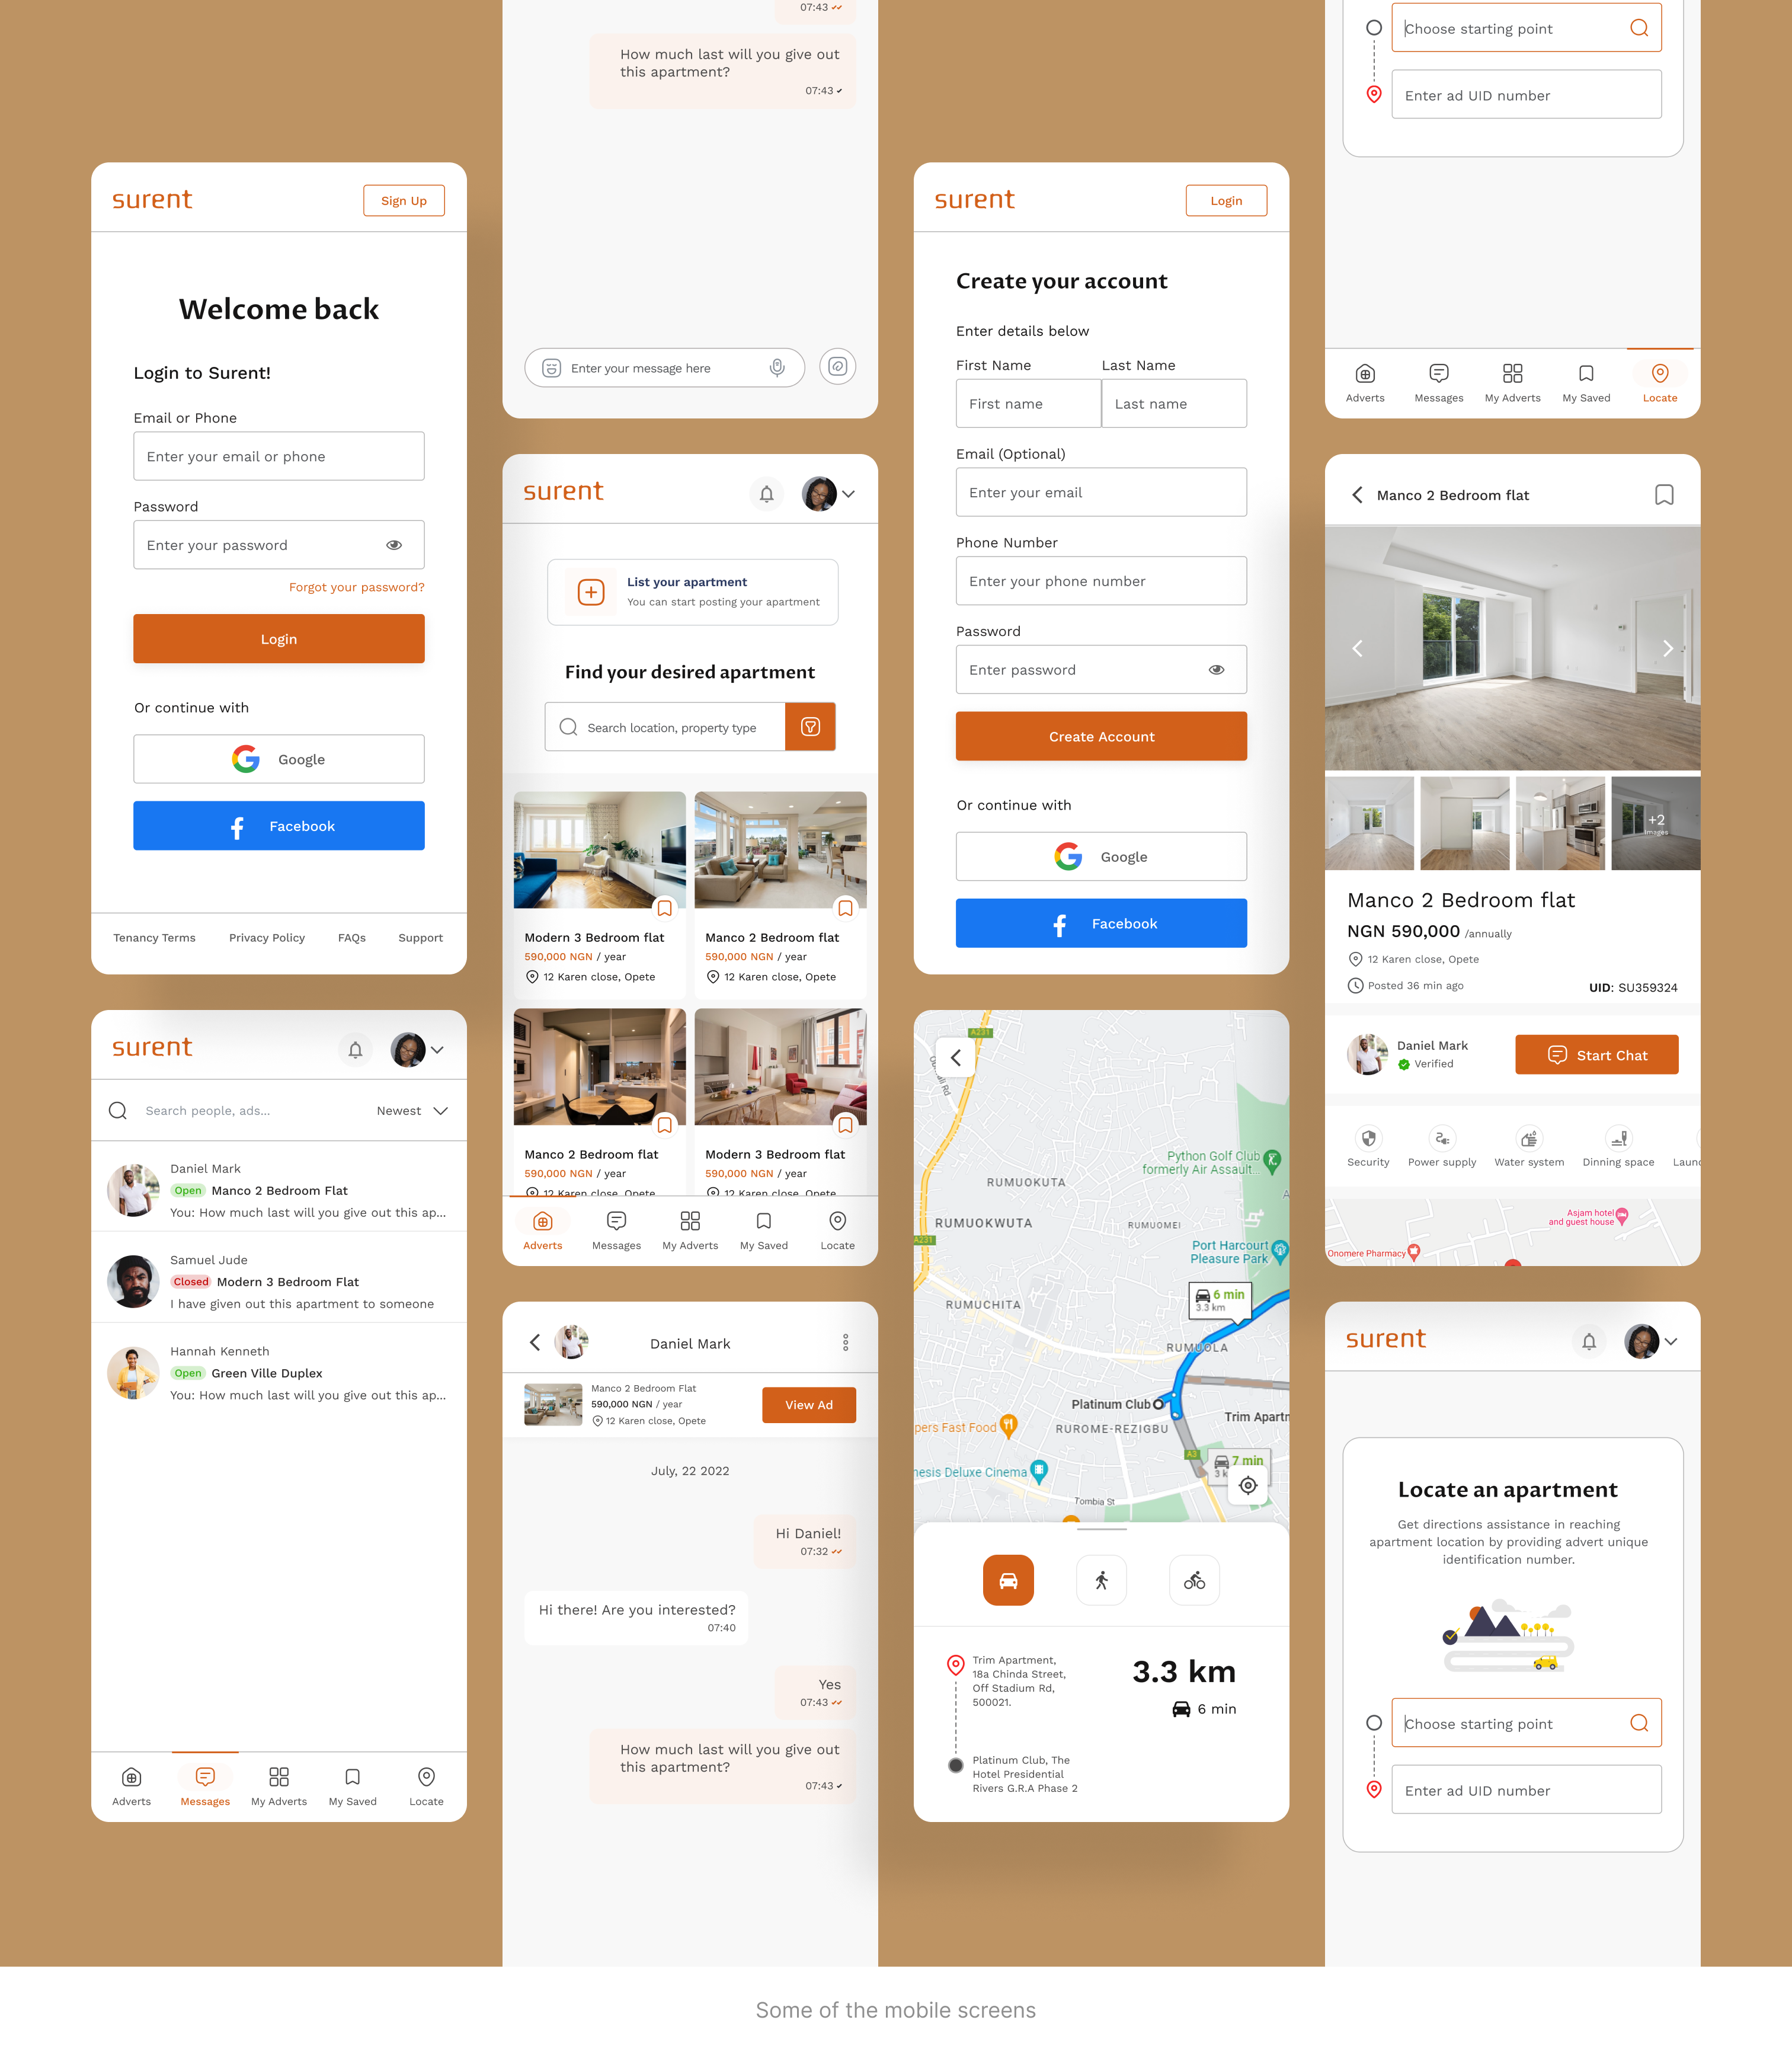 surent
Sign Up
Welcome back
Login to Surent!
Email or Phone
Enter your email or phone
Password
Enter your password
Forgot your password?
Login
Or continue with
Google
Facebook
Tenancy Terms
Privacy Policy
FAQs
Support
surent
Search people, ads...
Newest
Daniel Mark
Open Manco 2 Bedroom Flat
You: How much last will you give out this ap...
Samuel Jude
Closed Modern 3 Bedroom Flat
I have given out this apartment to someone
Hannah Kenneth
Open Green Ville Duplex
You: How much last will you give out this ap...
Adverts
Messages
My Adverts
My Saved
Locate
07:43
How much last will you give out
this apartment?
07:43
Enter your message here
surent
List your apartment
You can start posting your apartment
Find your desired apartment
Search location, property type
Modern 3 Bedroom flat
590,000 NGN / year
12 Karen close, Opete
Manco 2 Bedroom flat
590,000 NGN / year
12 Karen close, Opete
Manco 2 Bedroom flat
590,000 NGN / year
12 Karen close, Opete
Modern 3 Bedroom flat
590,000 NGN / year
12 Karen close, Opete
Adverts
Messages
My Adverts
My Saved
Locate
Daniel Mark
Manco 2 Bedroom Flat
590,000 NGN / year
12 Karen close, Opete
View Ad
July, 22 2022
Hi Daniel!
07:32
Hi there! Are you interested?
07:40
Yes
07:43
How much last will you give out
this apartment?
07:43
surent
Login
Create your account
Enter details below
First Name
Last Name
First name
Last name
Email (Optional)
Enter your email
Phone Number
Enter your phone number
Password
Enter password
Create Account
Or continue with
Google
Facebook
A231
Python Golf Club
formerly Air Assault...
RUMUOKUTA
RUMUOKWUTA
RUMUOMEI
A231
Port Harcourt
Pleasure Park
6 min
3.3 km
RUMUCHITA
RUMUOLA
Platinum Club
Trim Apartn
pers Fast Food
RUROME-REZIGBU
A3
7 min
nesis Deluxe Cinema
Tombia St
Trim Apartment,
18a Chinda Street,
Off Stadium Rd,
500021.
3.3 km
6 min
Platinum Club, The
Hotel Presidential
Rivers G.R.A Phase 2
Choose starting point
Enter ad UID number
Adverts
Messages
My Adverts
My Saved
Locate
Manco 2 Bedroom flat
+2
Images
Manco 2 Bedroom flat
NGN 590,000 /annually
12 Karen close, Opete
Posted 36 min ago
UID: SU359324
Daniel Mark
Verified
Start Chat
Security
Power supply
Water system
Dinning space
Laund
Asjam hotel
and guest house
Onomere Pharmacy
surent
Locate an apartment
Get directions assistance in reaching
apartment location by providing advert unique
identification number.
Choose starting point
Enter ad UID number
Some of the mobile screens